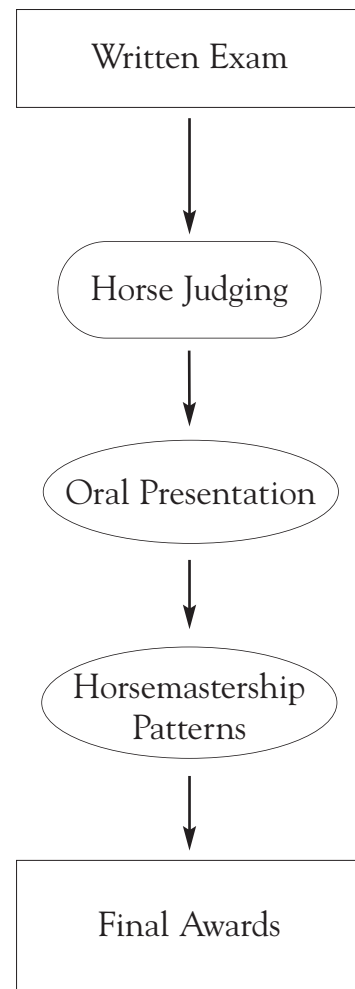 Written Exam
Horse Judging
Oral Presentation
Horsemastership
Patterns
Final Awards